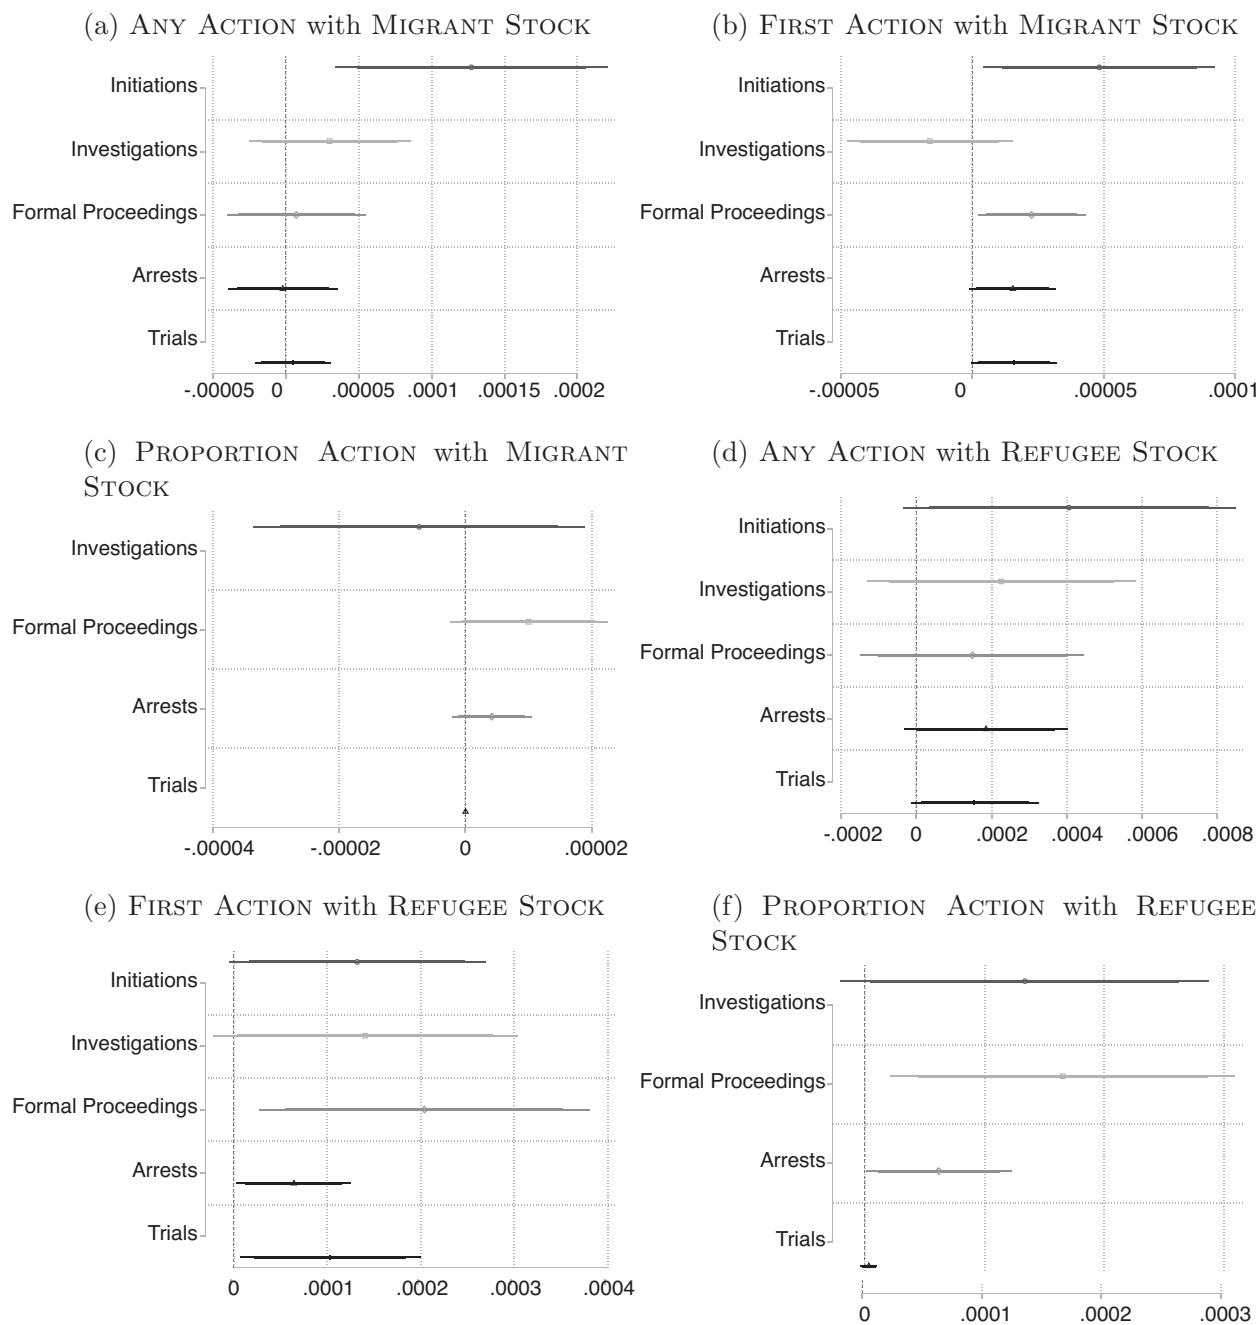 (a) ANY ACTION with MIGRANT STOCK
Initiations
Investigations
Formal Proceedings
Arrests
Trials
-.00005 0 .00005 .0001 .00015 .0002
(b) FIRST ACTION with MIGRANT STOCK
Initiations
Investigations
Formal Proceedings
Arrests
Trials
-.00005 0 .00005 .0001
(c) PROPORTION ACTION with MIGRANT
STOCK
Investigations
Formal Proceedings
Arrests
Trials
-.00004 -.00002 0 .00002
(d) ANY ACTION with REFUGEE STOCK
Initiations
Investigations
Formal Proceedings
Arrests
Trials
-.0002 0 .0002 .0004 .0006 .0008
(e) FIRST ACTION with REFUGEE STOCK
Initiations
Investigations
Formal Proceedings
Arrests
Trials
0 .0001 .0002 .0003 .0004
(f) PROPORTION ACTION with REFUGEE
STOCK
Investigations
Formal Proceedings
Arrests
Trials
0 .0001 .0002 .0003